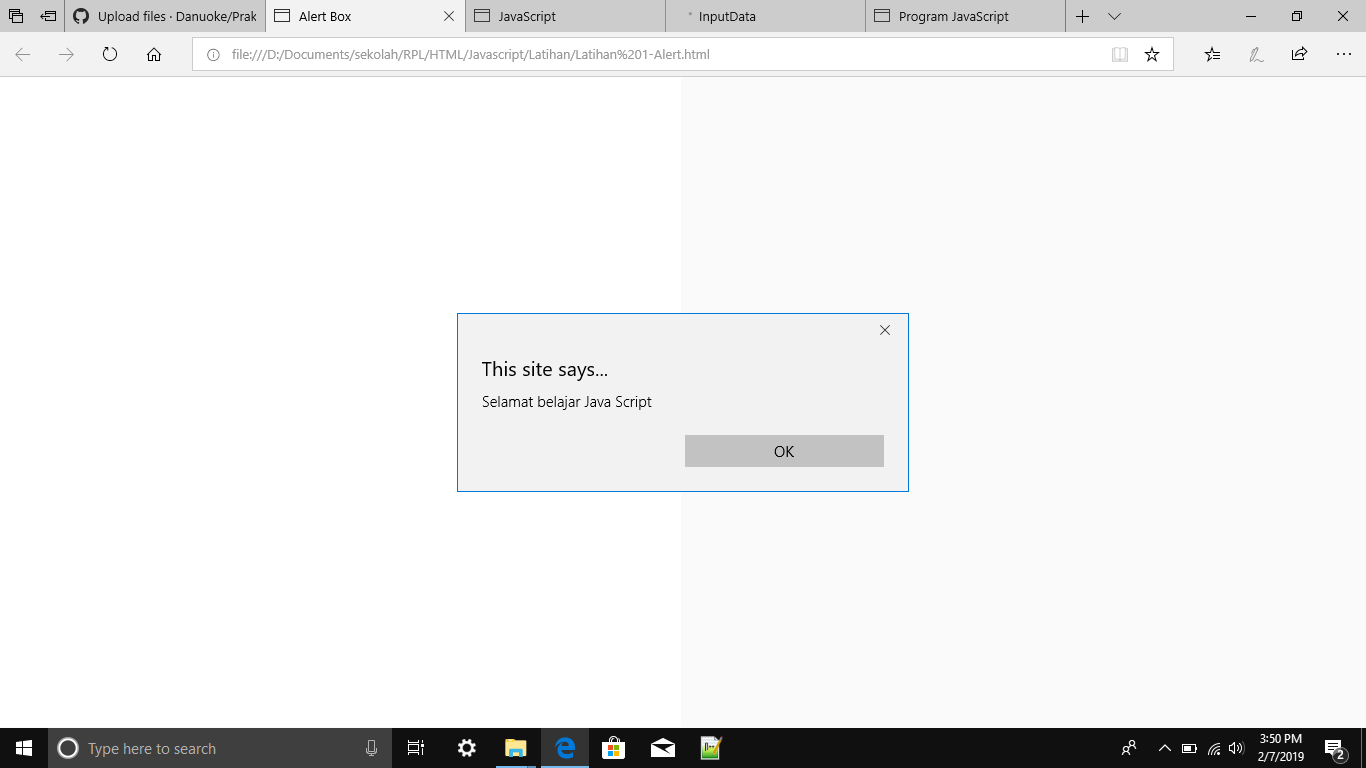 Upload files · Danuoke/Prak
Alert Box
JavaScript
InputData
Program JavaScript
file:///D:/Documents/sekolah/RPL/HTML/Javascript/Latihan/Latihan%201-Alert.html
This site says...
Selamat belajar Java Script
OK
Type here to search
3:50 PM
2/7/2019
2